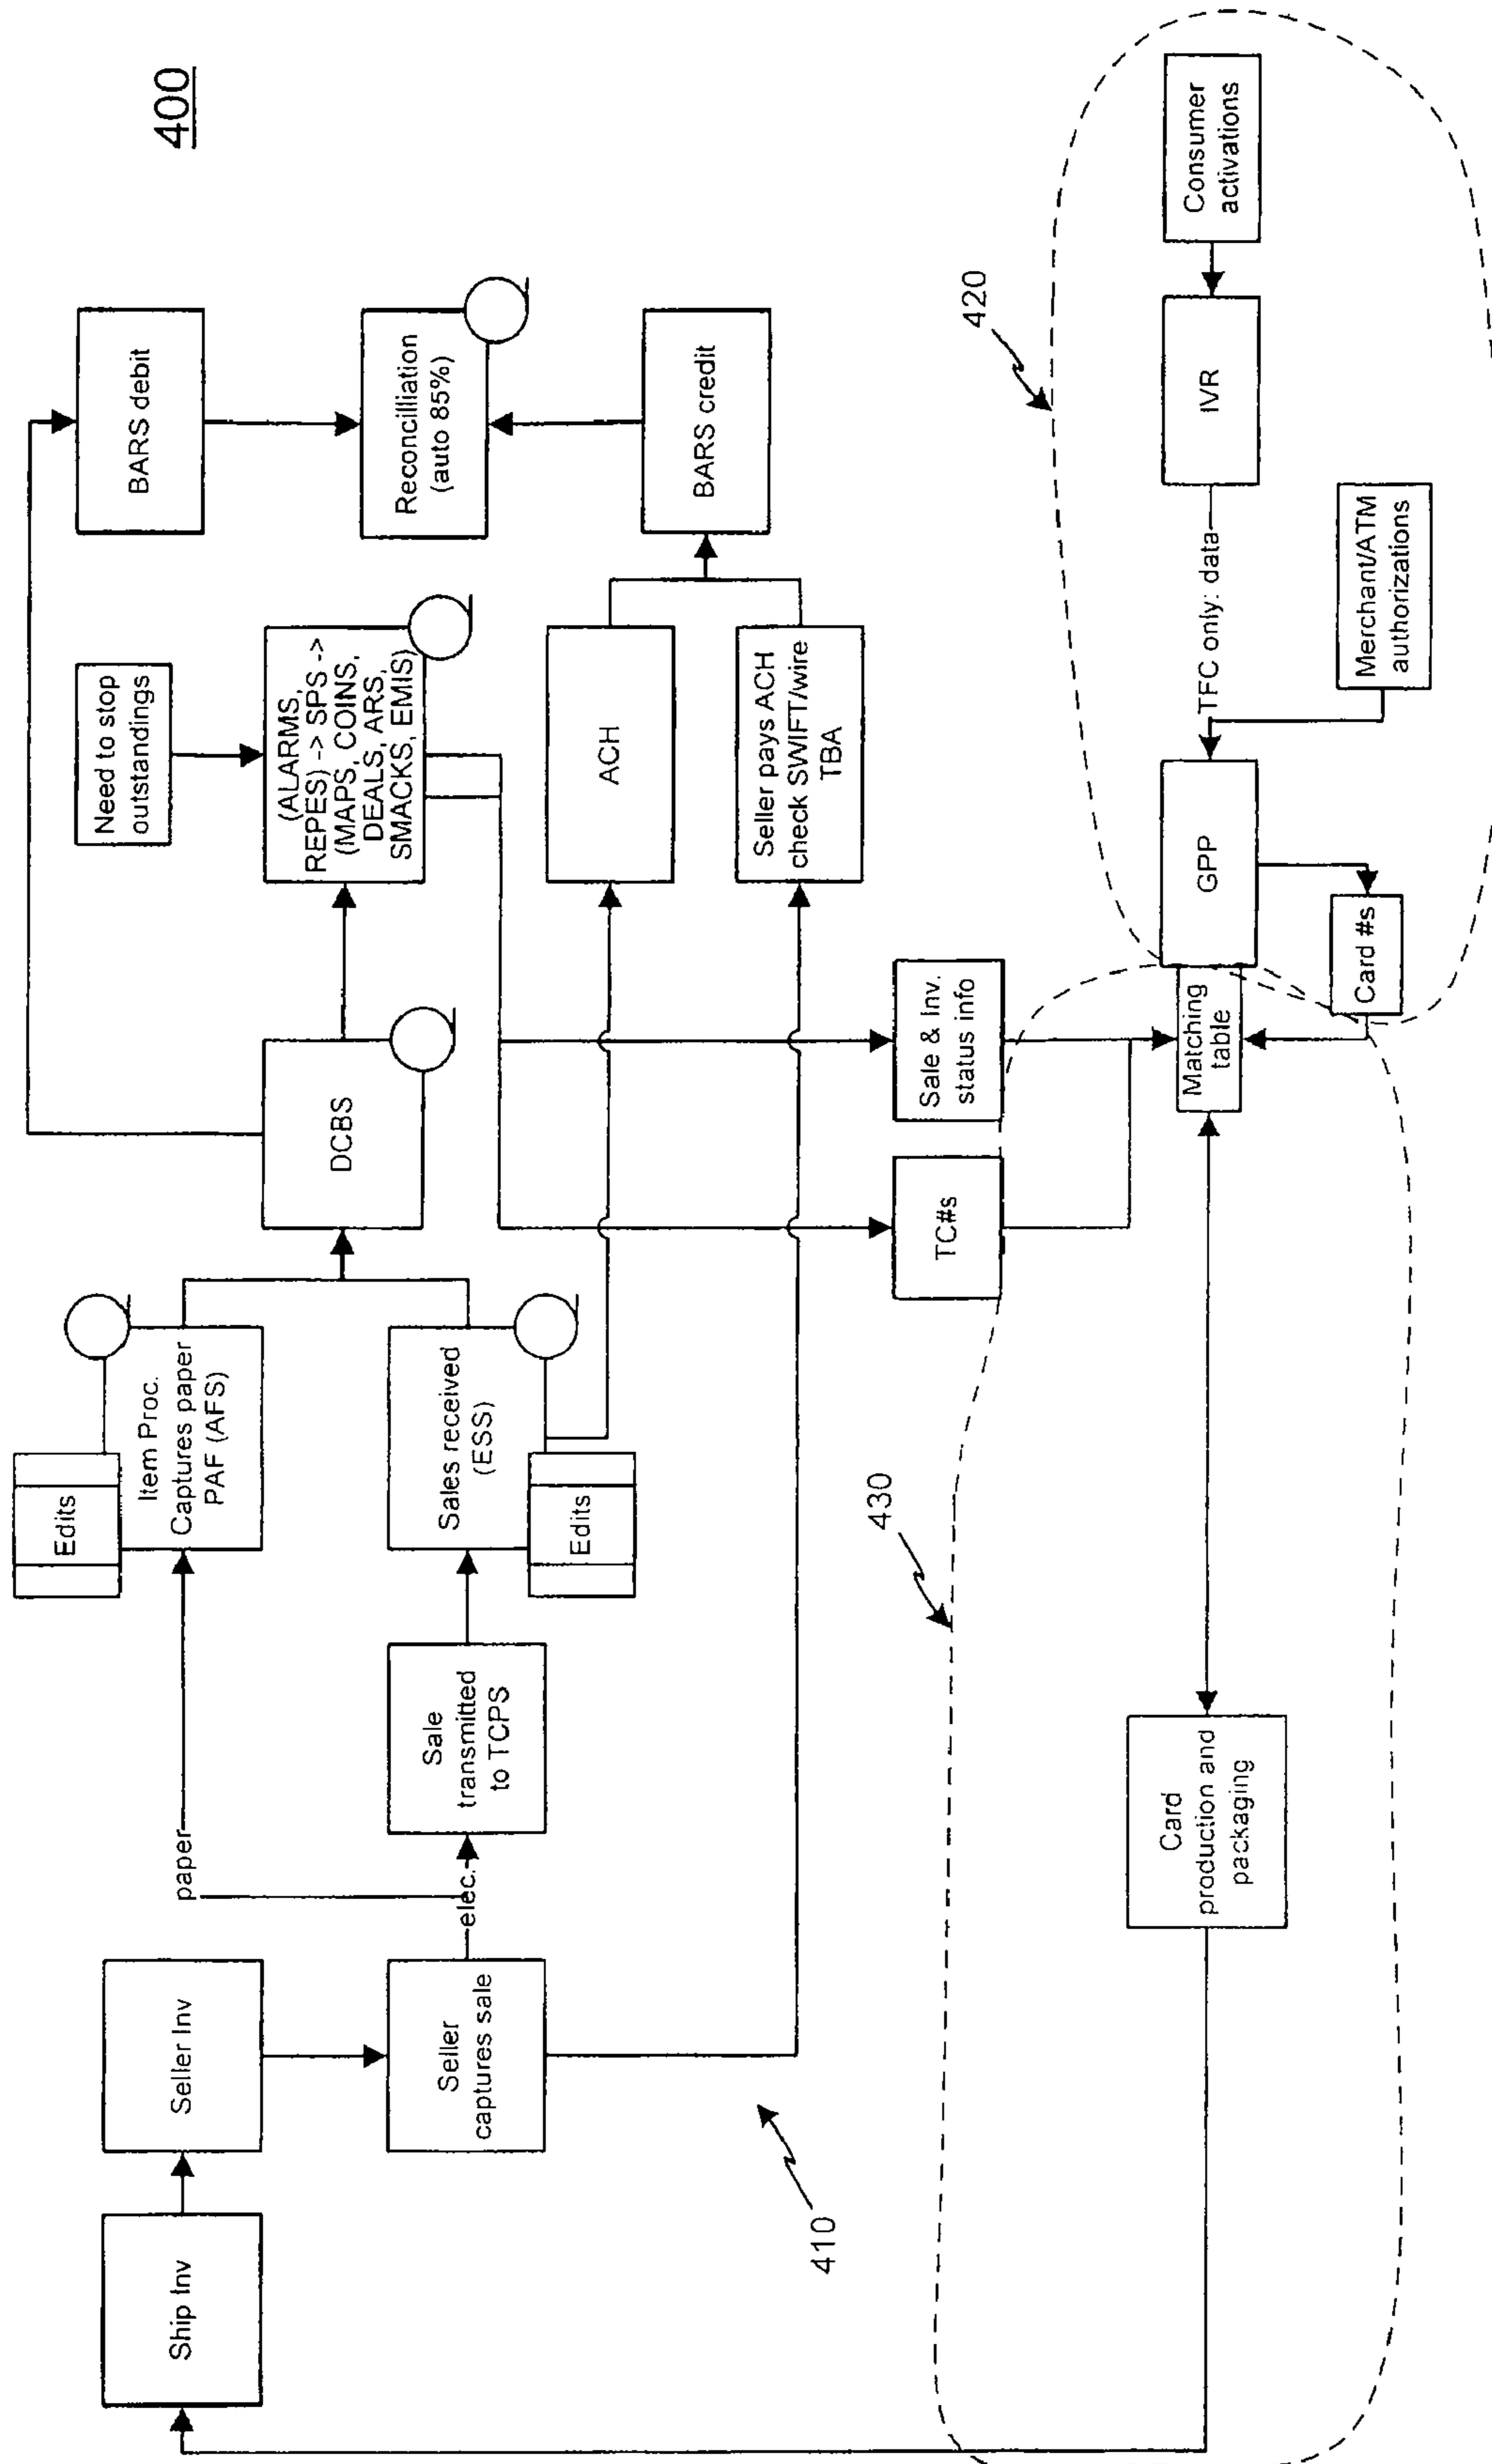 400
Ship Inv
Seller Inv
Seller
captures sale
paper
elec.
Sale
transmitted
to TCPS
Edits
Item Proc.
Captures paper
PAF (AFS)
Sales received
(ESS)
Edits
DCBS
Need to stop
outstandings
(ALARMS,
REPES) -> SPS ->
(MAPS, COINS,
DEALS, ARS,
SMACKS, EMIS)
ACH
Seller pays ACH
check SWIFT/wire
TBA
BARS debit
Reconcilliation
(auto 85%)
BARS credit
410
430
420
TC#s
Sale & Inv.
status info
Card
production and
packaging
Matching
table
GPP
Card #s
TFC only: data
IVR
Consumer
activations
Merchant/ATM
authorizations